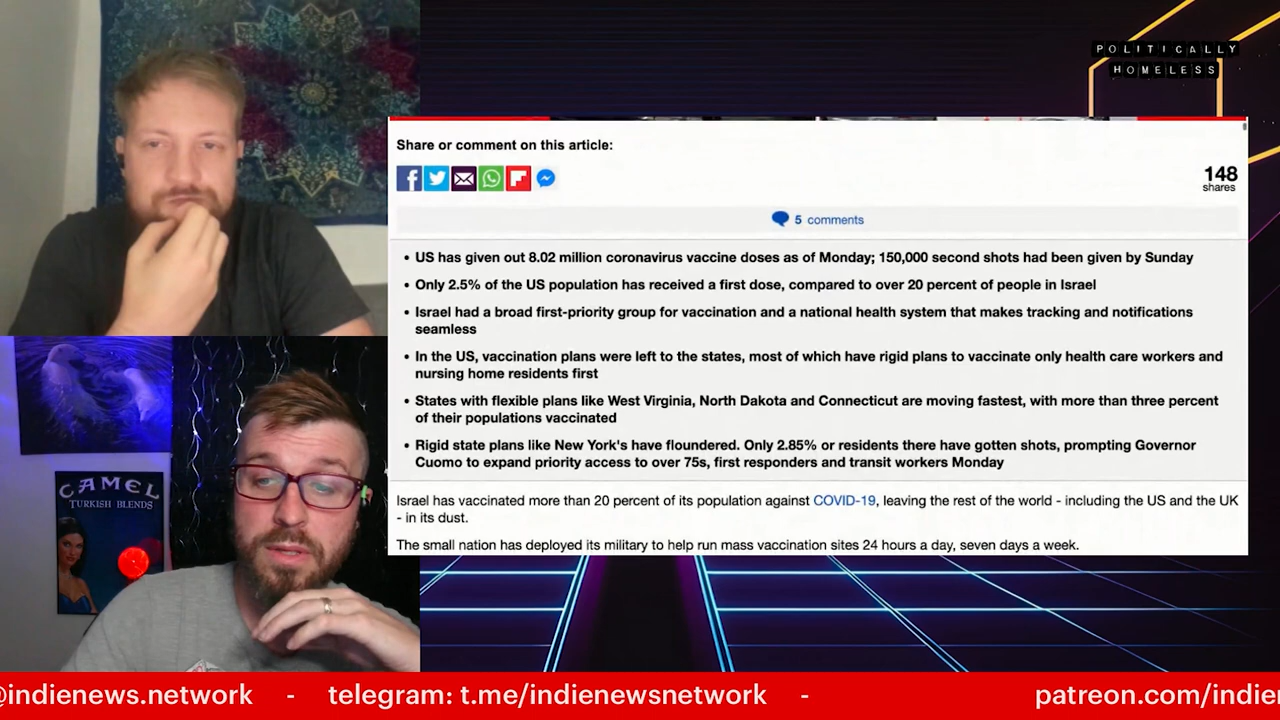 POLITICALLY
HOMELESS
Share or comment on this article:
148
shares
5 comments
• US has given out 8.02 million coronavirus vaccine doses as of Monday; 150,000 second shots had been given by Sunday
• Only 2.5% of the US population has received a first dose, compared to over 20 percent of people in Israel
• Israel had a broad first-priority group for vaccination and a national health system that makes tracking and notifications
seamless
• In the US, vaccination plans were left to the states, most of which have rigid plans to vaccinate only health care workers and
nursing home residents first
• States with flexible plans like West Virginia, North Dakota and Connecticut are moving fastest, with more than three percent
of their populations vaccinated
• Rigid state plans like New York's have floundered. Only 2.85% or residents there have gotten shots, prompting Governor
Cuomo to expand priority access to over 75s, first responders and transit workers Monday
Israel has vaccinated more than 20 percent of its population against COVID-19, leaving the rest of the world - including the US and the UK
- in its dust.
The small nation has deployed its military to help run mass vaccination sites 24 hours a day, seven days a week.
CAMEL
TURKISH BLENDS
@indienews.network - telegram: t.me/indienewsnetwork - patreon.com/indie